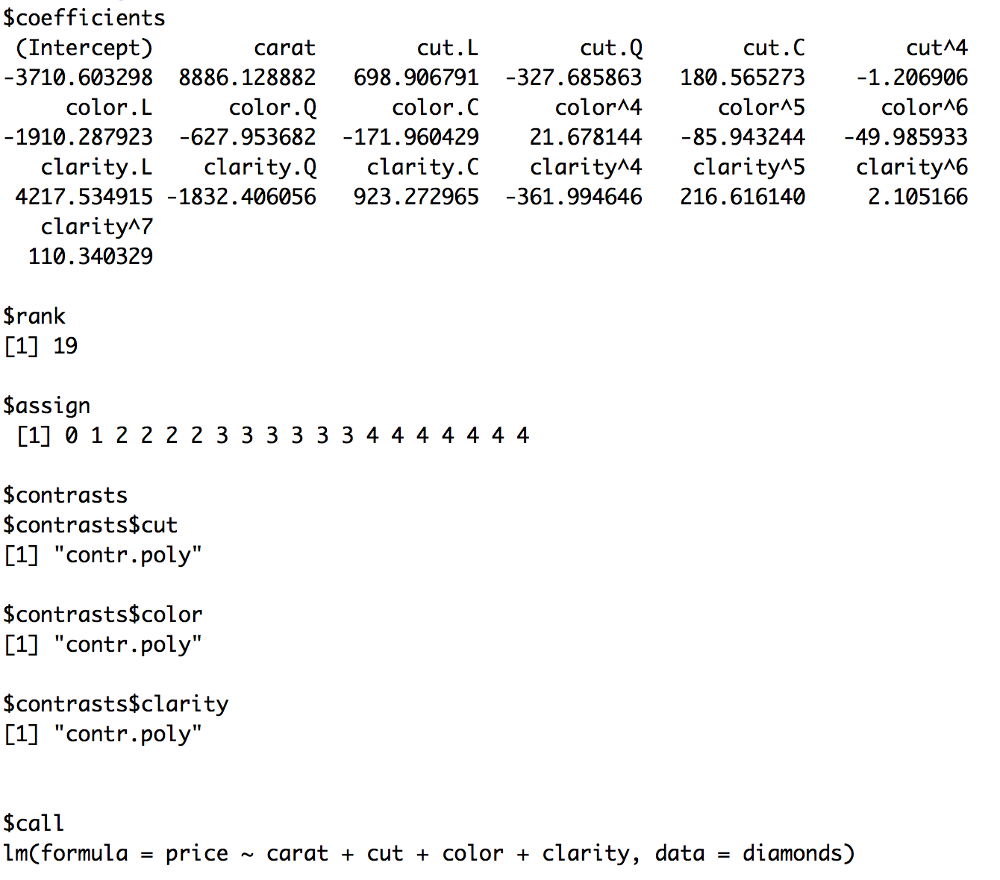 $coefficients
 (Intercept)        carat        cut.L        cut.Q        cut.C        cut^4
-3710.603298  8886.128882   698.906791  -327.685863   180.565273    -1.206906
     color.L      color.Q      color.C      color^4      color^5      color^6
-1910.287923  -627.953682  -171.960429    21.678144   -85.943244   -49.985933
   clarity.L    clarity.Q    clarity.C    clarity^4    clarity^5    clarity^6
 4217.534915 -1832.406056   923.272965  -361.994646   216.616140     2.105166
   clarity^7
  110.340329
$rank
[1] 19
$assign
 [1] 0 1 2 2 2 2 3 3 3 3 3 3 4 4 4 4 4 4 4
$contrasts
$contrasts$cut
[1] "contr.poly"
$contrasts$color
[1] "contr.poly"
$contrasts$clarity
[1] "contr.poly"
$call
lm(formula = price ~ carat + cut + color + clarity, data = diamonds)